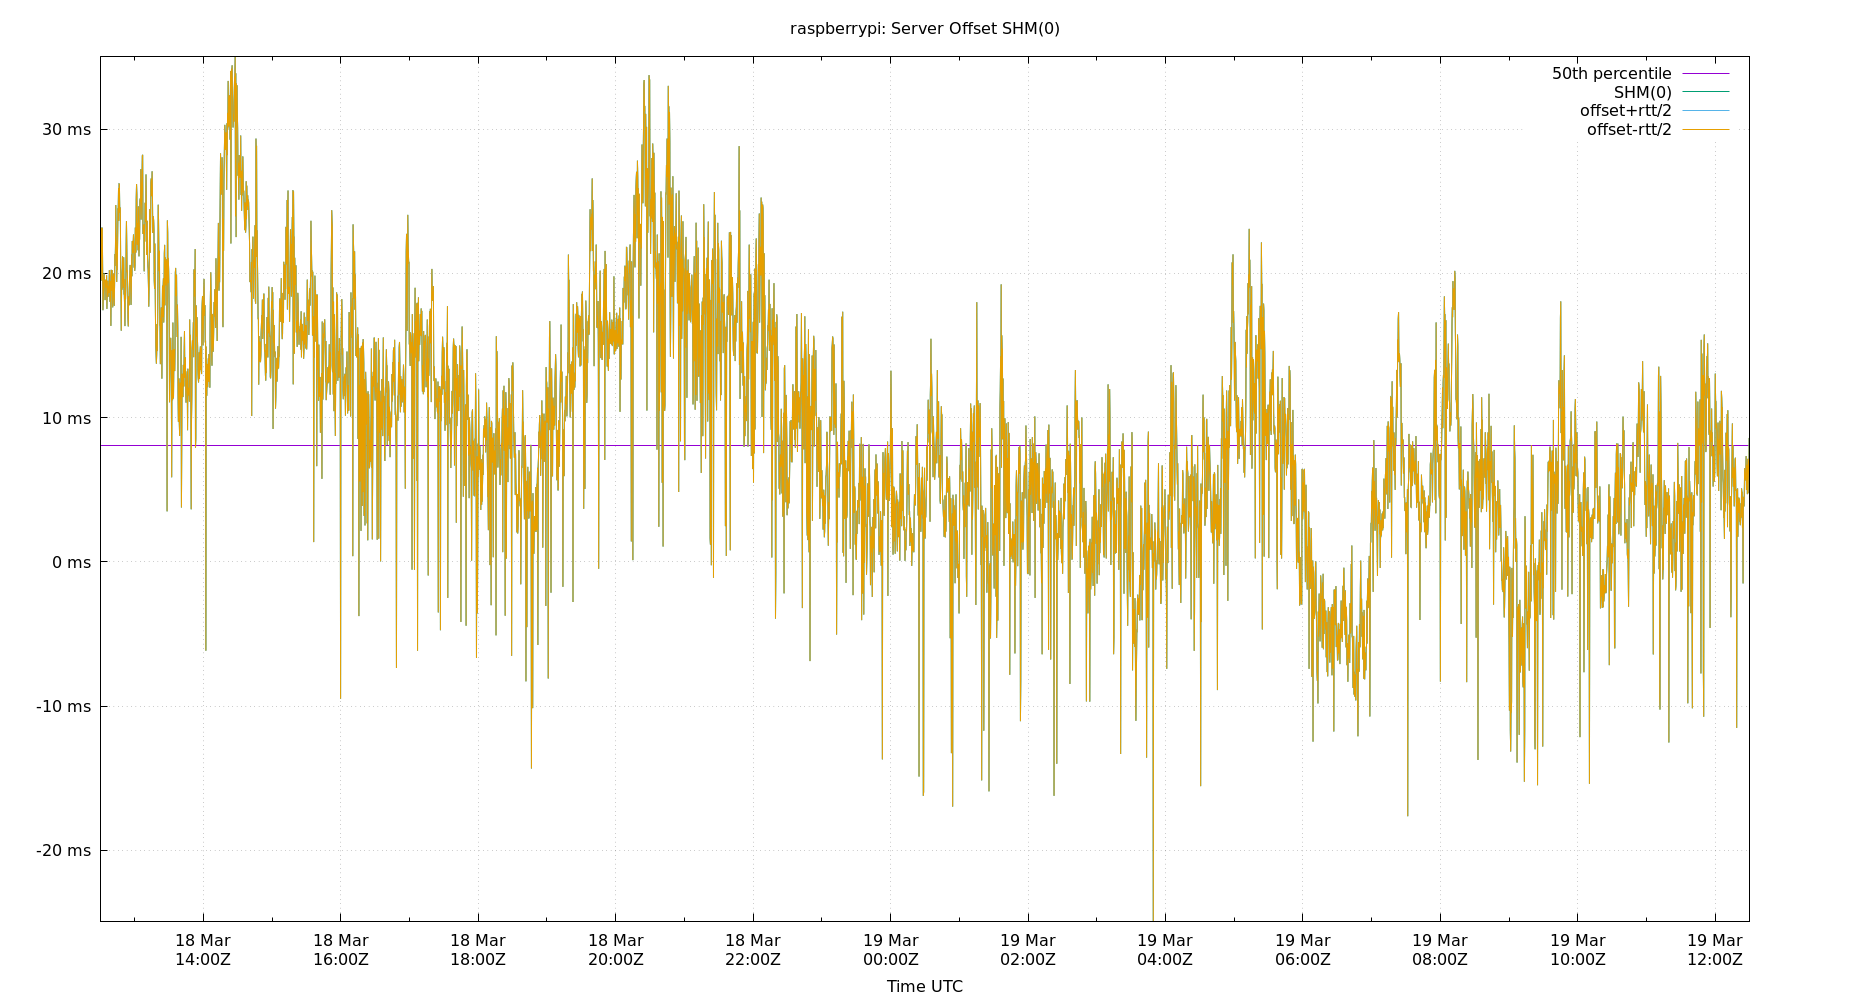 raspberrypi: Server Offset SHM(0)
50th percentile
SHM(0)
offset+rtt/2
offset-rtt/2
30 ms
20 ms
10 ms
0 ms
-10 ms
-20 ms
18 Mar 18 Mar 18 Mar 18 Mar 18 Mar 19 Mar 19 Mar 19 Mar 19 Mar 19 Mar 19 Mar 19 Mar
14:00Z 16:00Z 18:00Z 20:00Z 22:00Z 00:00Z 02:00Z 04:00Z 06:00Z 08:00Z 10:00Z 12:00Z
Time UTC